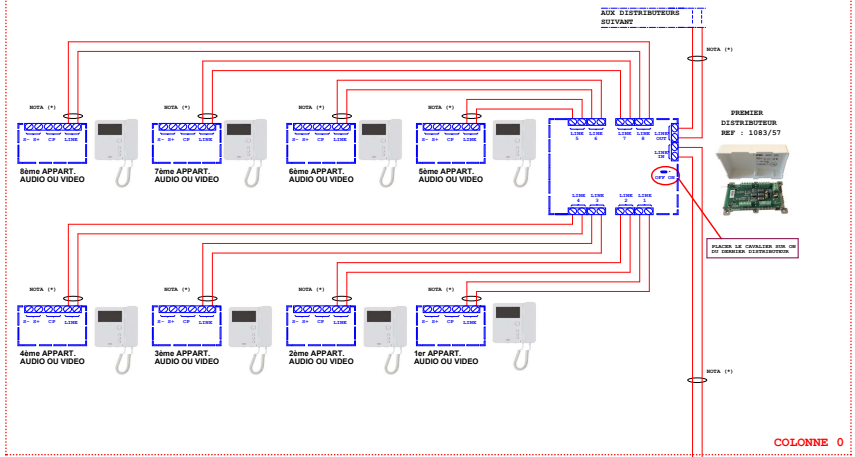 AUX DISTRIBUTEURS
SUIVANT
NOTA (*)
NOTA (*)
NOTA (*)
NOTA (*)
NOTA (*)
PREMIER
DISTRIBUTEUR
REF : 1083/57
S- S+ CP LINE
S- S+ CP LINE
S- S+ CP LINE
S- S+ CP LINE
LINE LINE LINE LINE
5 6 7 8
LINE
OUT
LINE
IN
OFF ON
8ème APPART.
AUDIO OU VIDEO
7ème APPART.
AUDIO OU VIDEO
6ème APPART.
AUDIO OU VIDEO
5ème APPART.
AUDIO OU VIDEO
LINE LINE LINE LINE
4 3 2 1
PLACER LE CAVALIER SUR ON
DU DERNIER DISTRIBUTEUR
NOTA (*)
NOTA (*)
NOTA (*)
NOTA (*)
S- S+ CP LINE
S- S+ CP LINE
S- S+ CP LINE
S- S+ CP LINE
4ème APPART.
AUDIO OU VIDEO
3ème APPART.
AUDIO OU VIDEO
2ème APPART.
AUDIO OU VIDEO
1er APPART.
AUDIO OU VIDEO
NOTA (*)
COLONNE 0